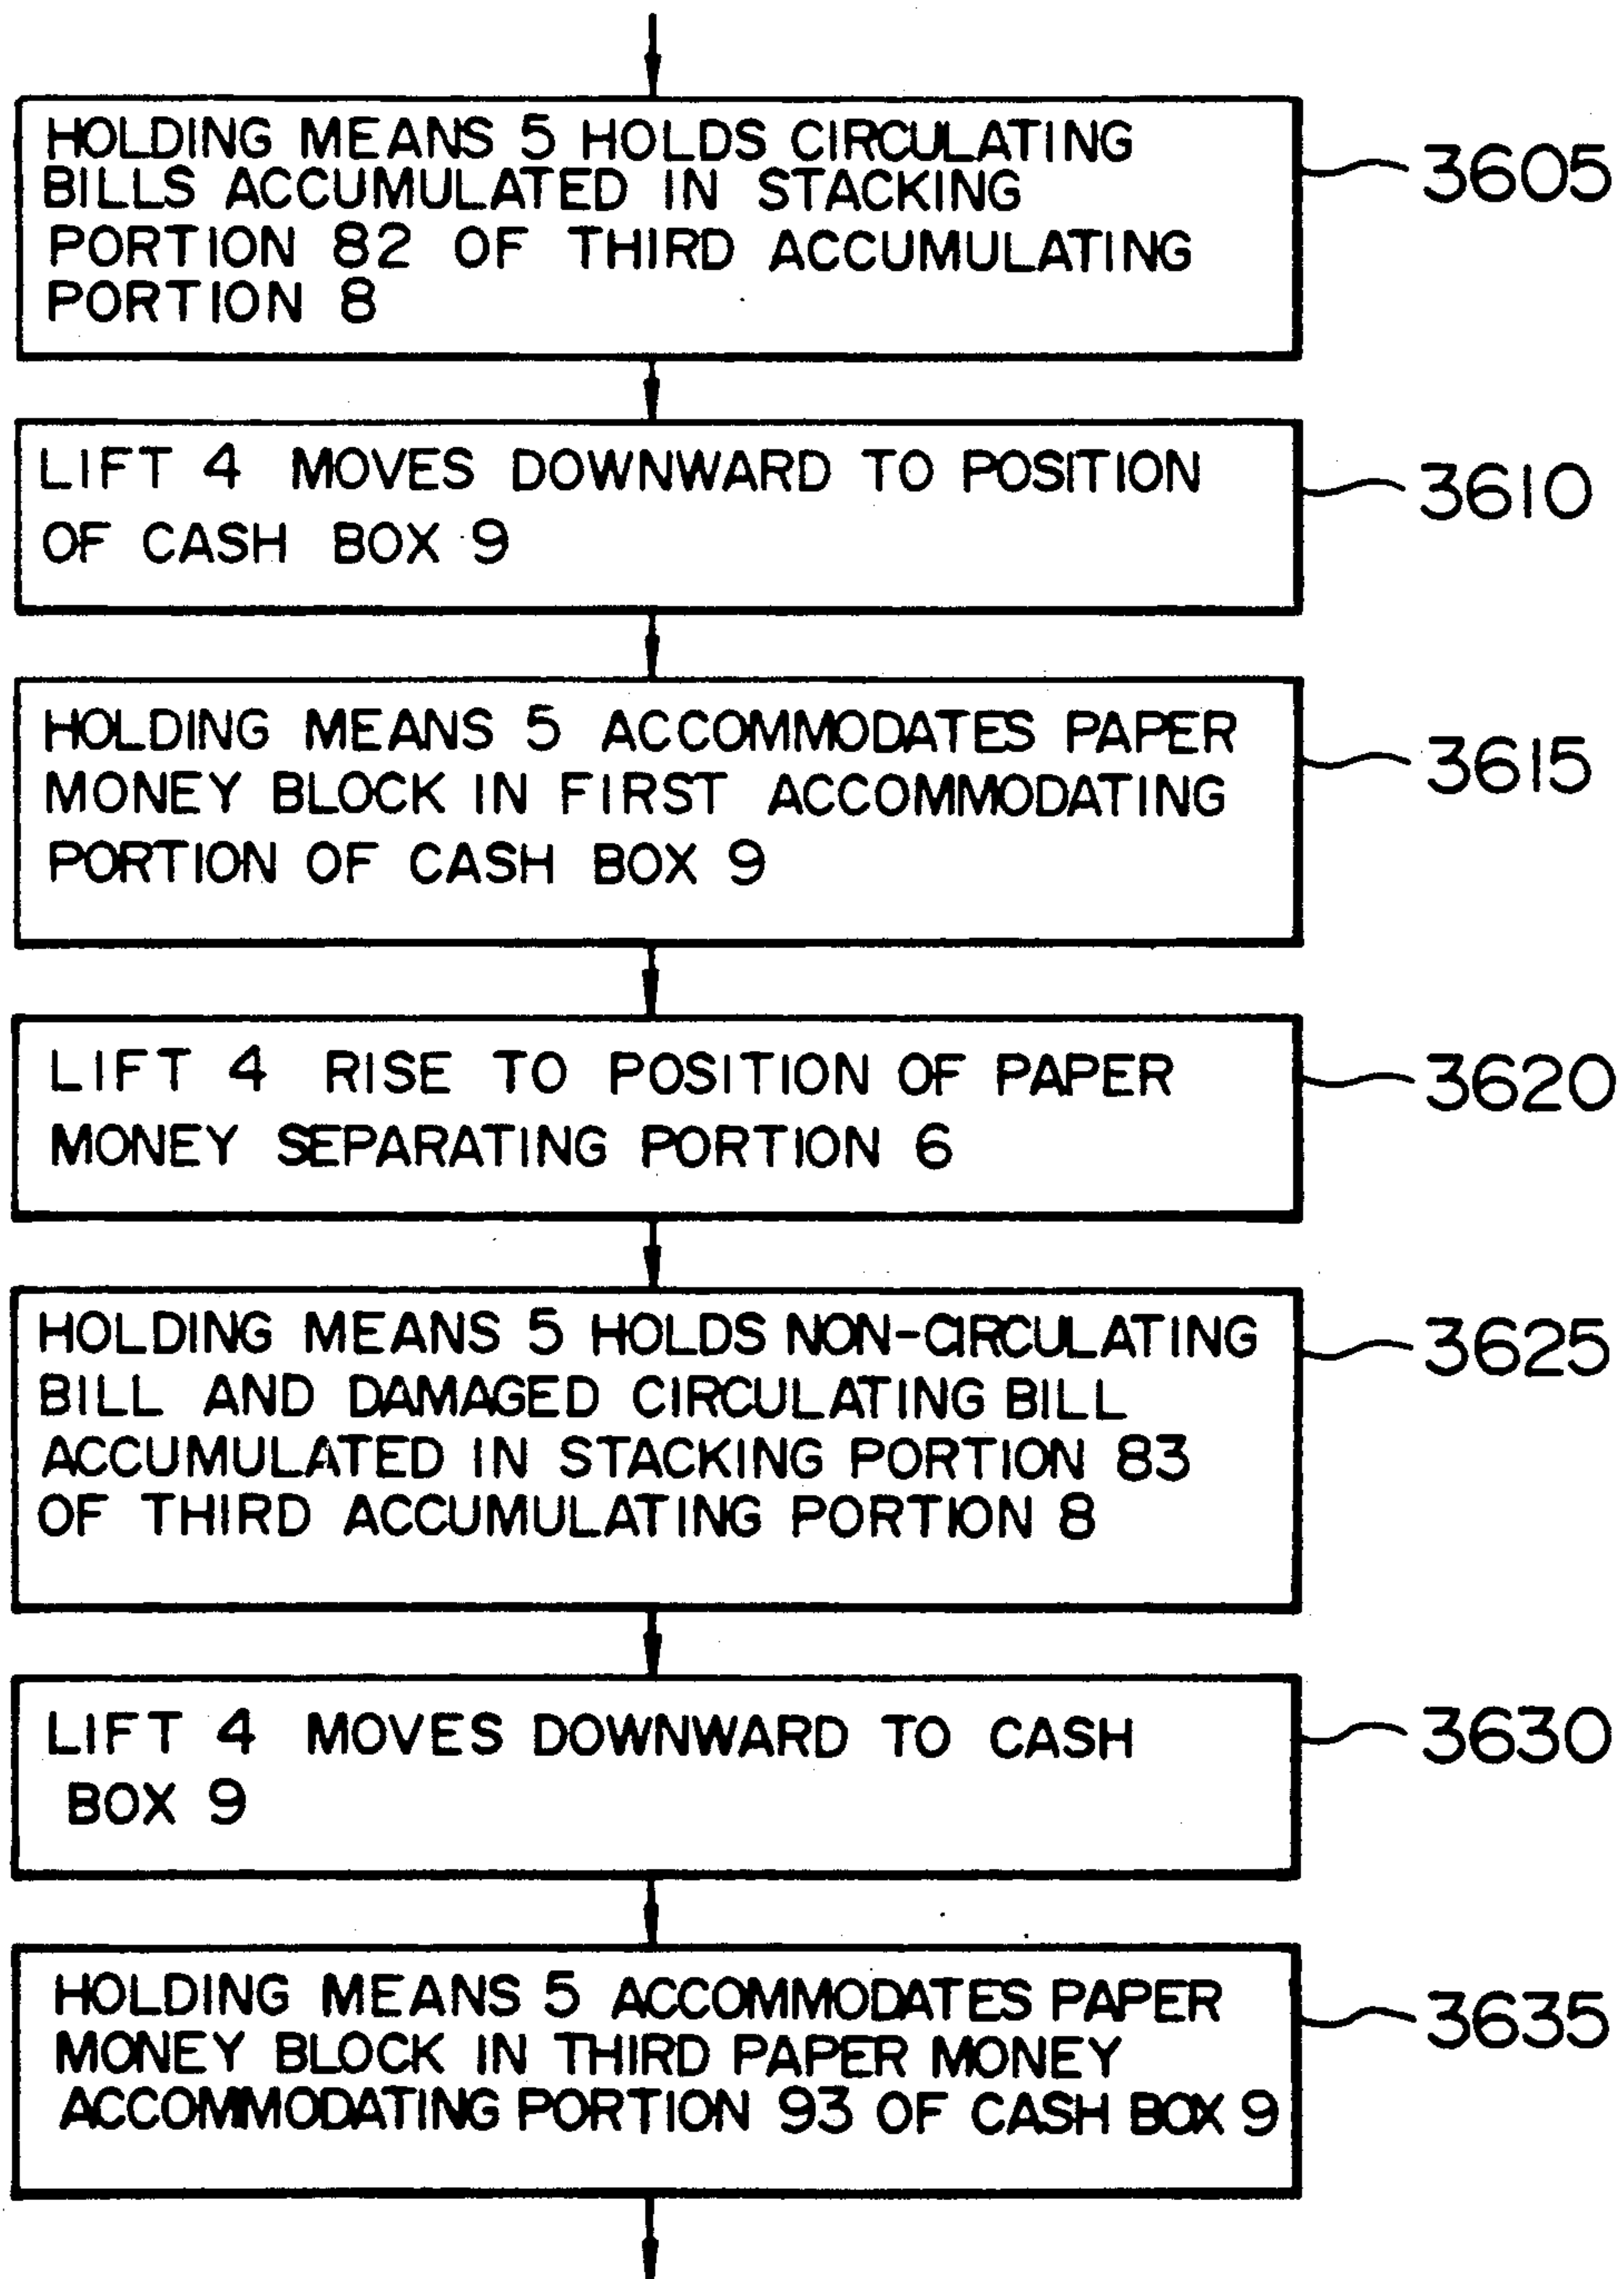 HOLDING MEANS 5 HOLDS CIRCULATING
BILLS ACCUMULATED IN STACKING
PORTION 82 OF THIRD ACCUMULATING
PORTION 8
3605
LIFT 4 MOVES DOWNWARD TO POSITION
OF CASH BOX 9
3610
HOLDING MEANS 5 ACCOMMODATES PAPER
MONEY BLOCK IN FIRST ACCOMMODATING
PORTION OF CASH BOX 9
3615
LIFT 4 RISE TO POSITION OF PAPER
MONEY SEPARATING PORTION 6
3620
HOLDING MEANS 5 HOLDS NON-CIRCULATING
BILL AND DAMAGED CIRCULATING BILL
ACCUMULATED IN STACKING PORTION 83
OF THIRD ACCUMULATING PORTION 8
3625
LIFT 4 MOVES DOWNWARD TO CASH
BOX 9
3630
HOLDING MEANS 5 ACCOMMODATES PAPER
MONEY BLOCK IN THIRD PAPER MONEY
ACCOMMODATING PORTION 93 OF CASH BOX 9
3635